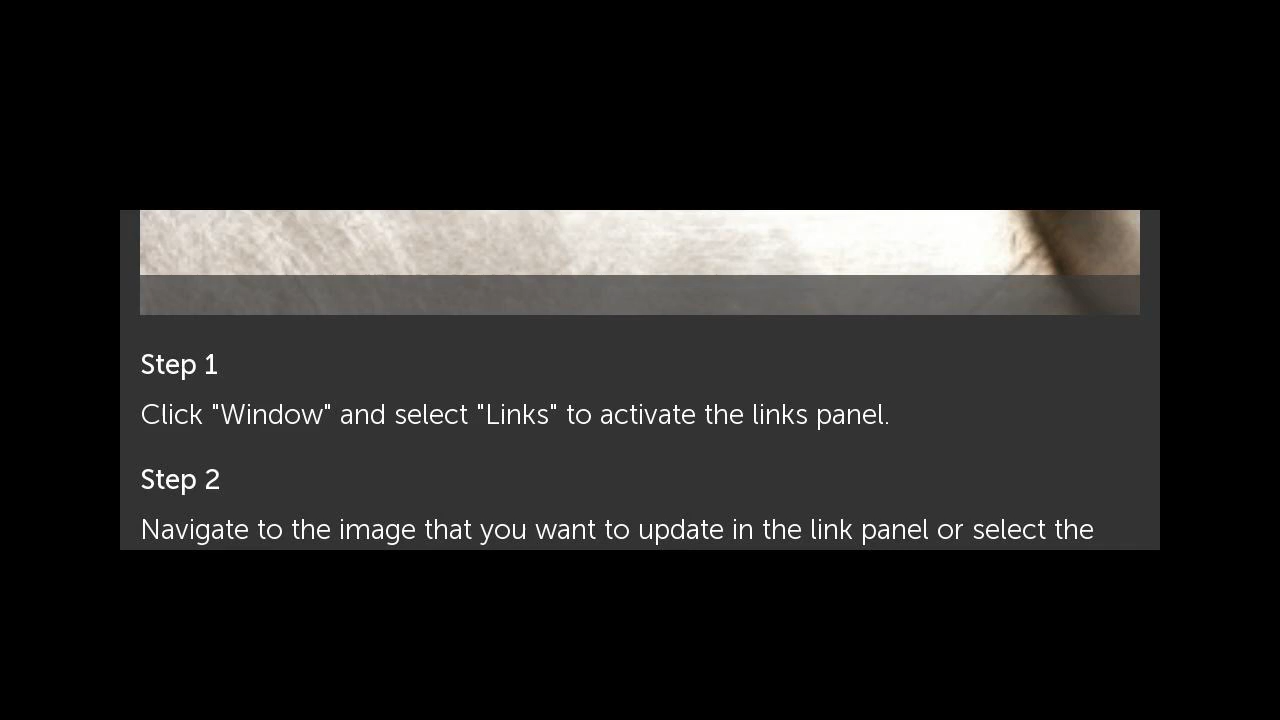 Step 1
Click "Window" and select "Links" to activate the links panel.
Step 2
Navigate to the image that you want to update in the link panel or select the